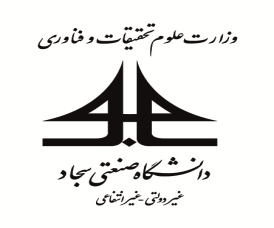 وزارت علوم تحقیقات و فناوری
دانشگاه صنعتی سجاد
غیردولتی - غیرانتفاعی